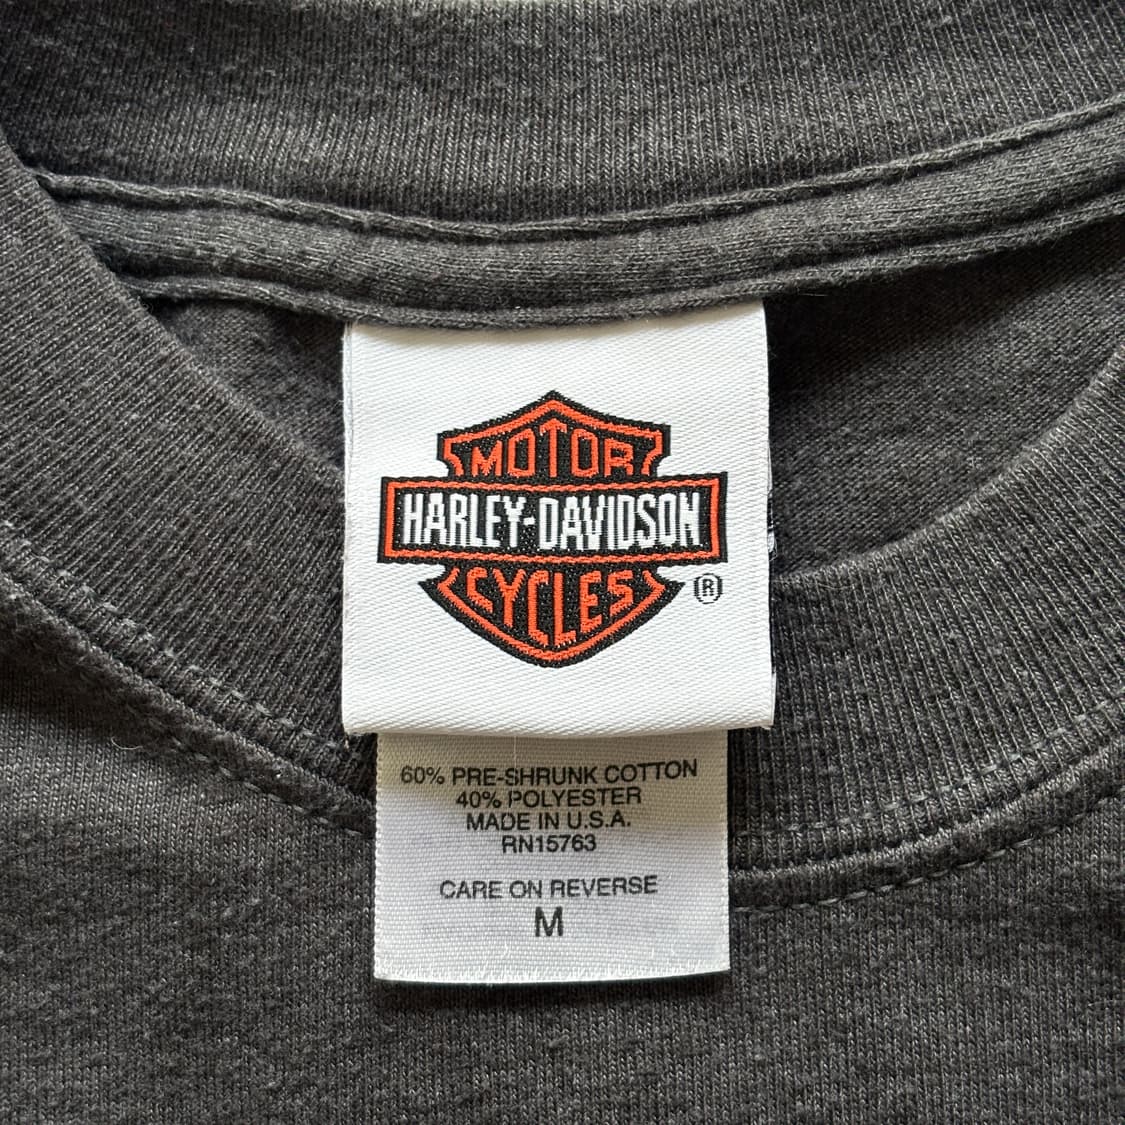 MOTOR
HARLEY-DAVIDSON
CYCLES
®
60% PRE-SHRUNK COTTON
40% POLYESTER
MADE IN U.S.A.
RN15763
CARE ON REVERSE
M